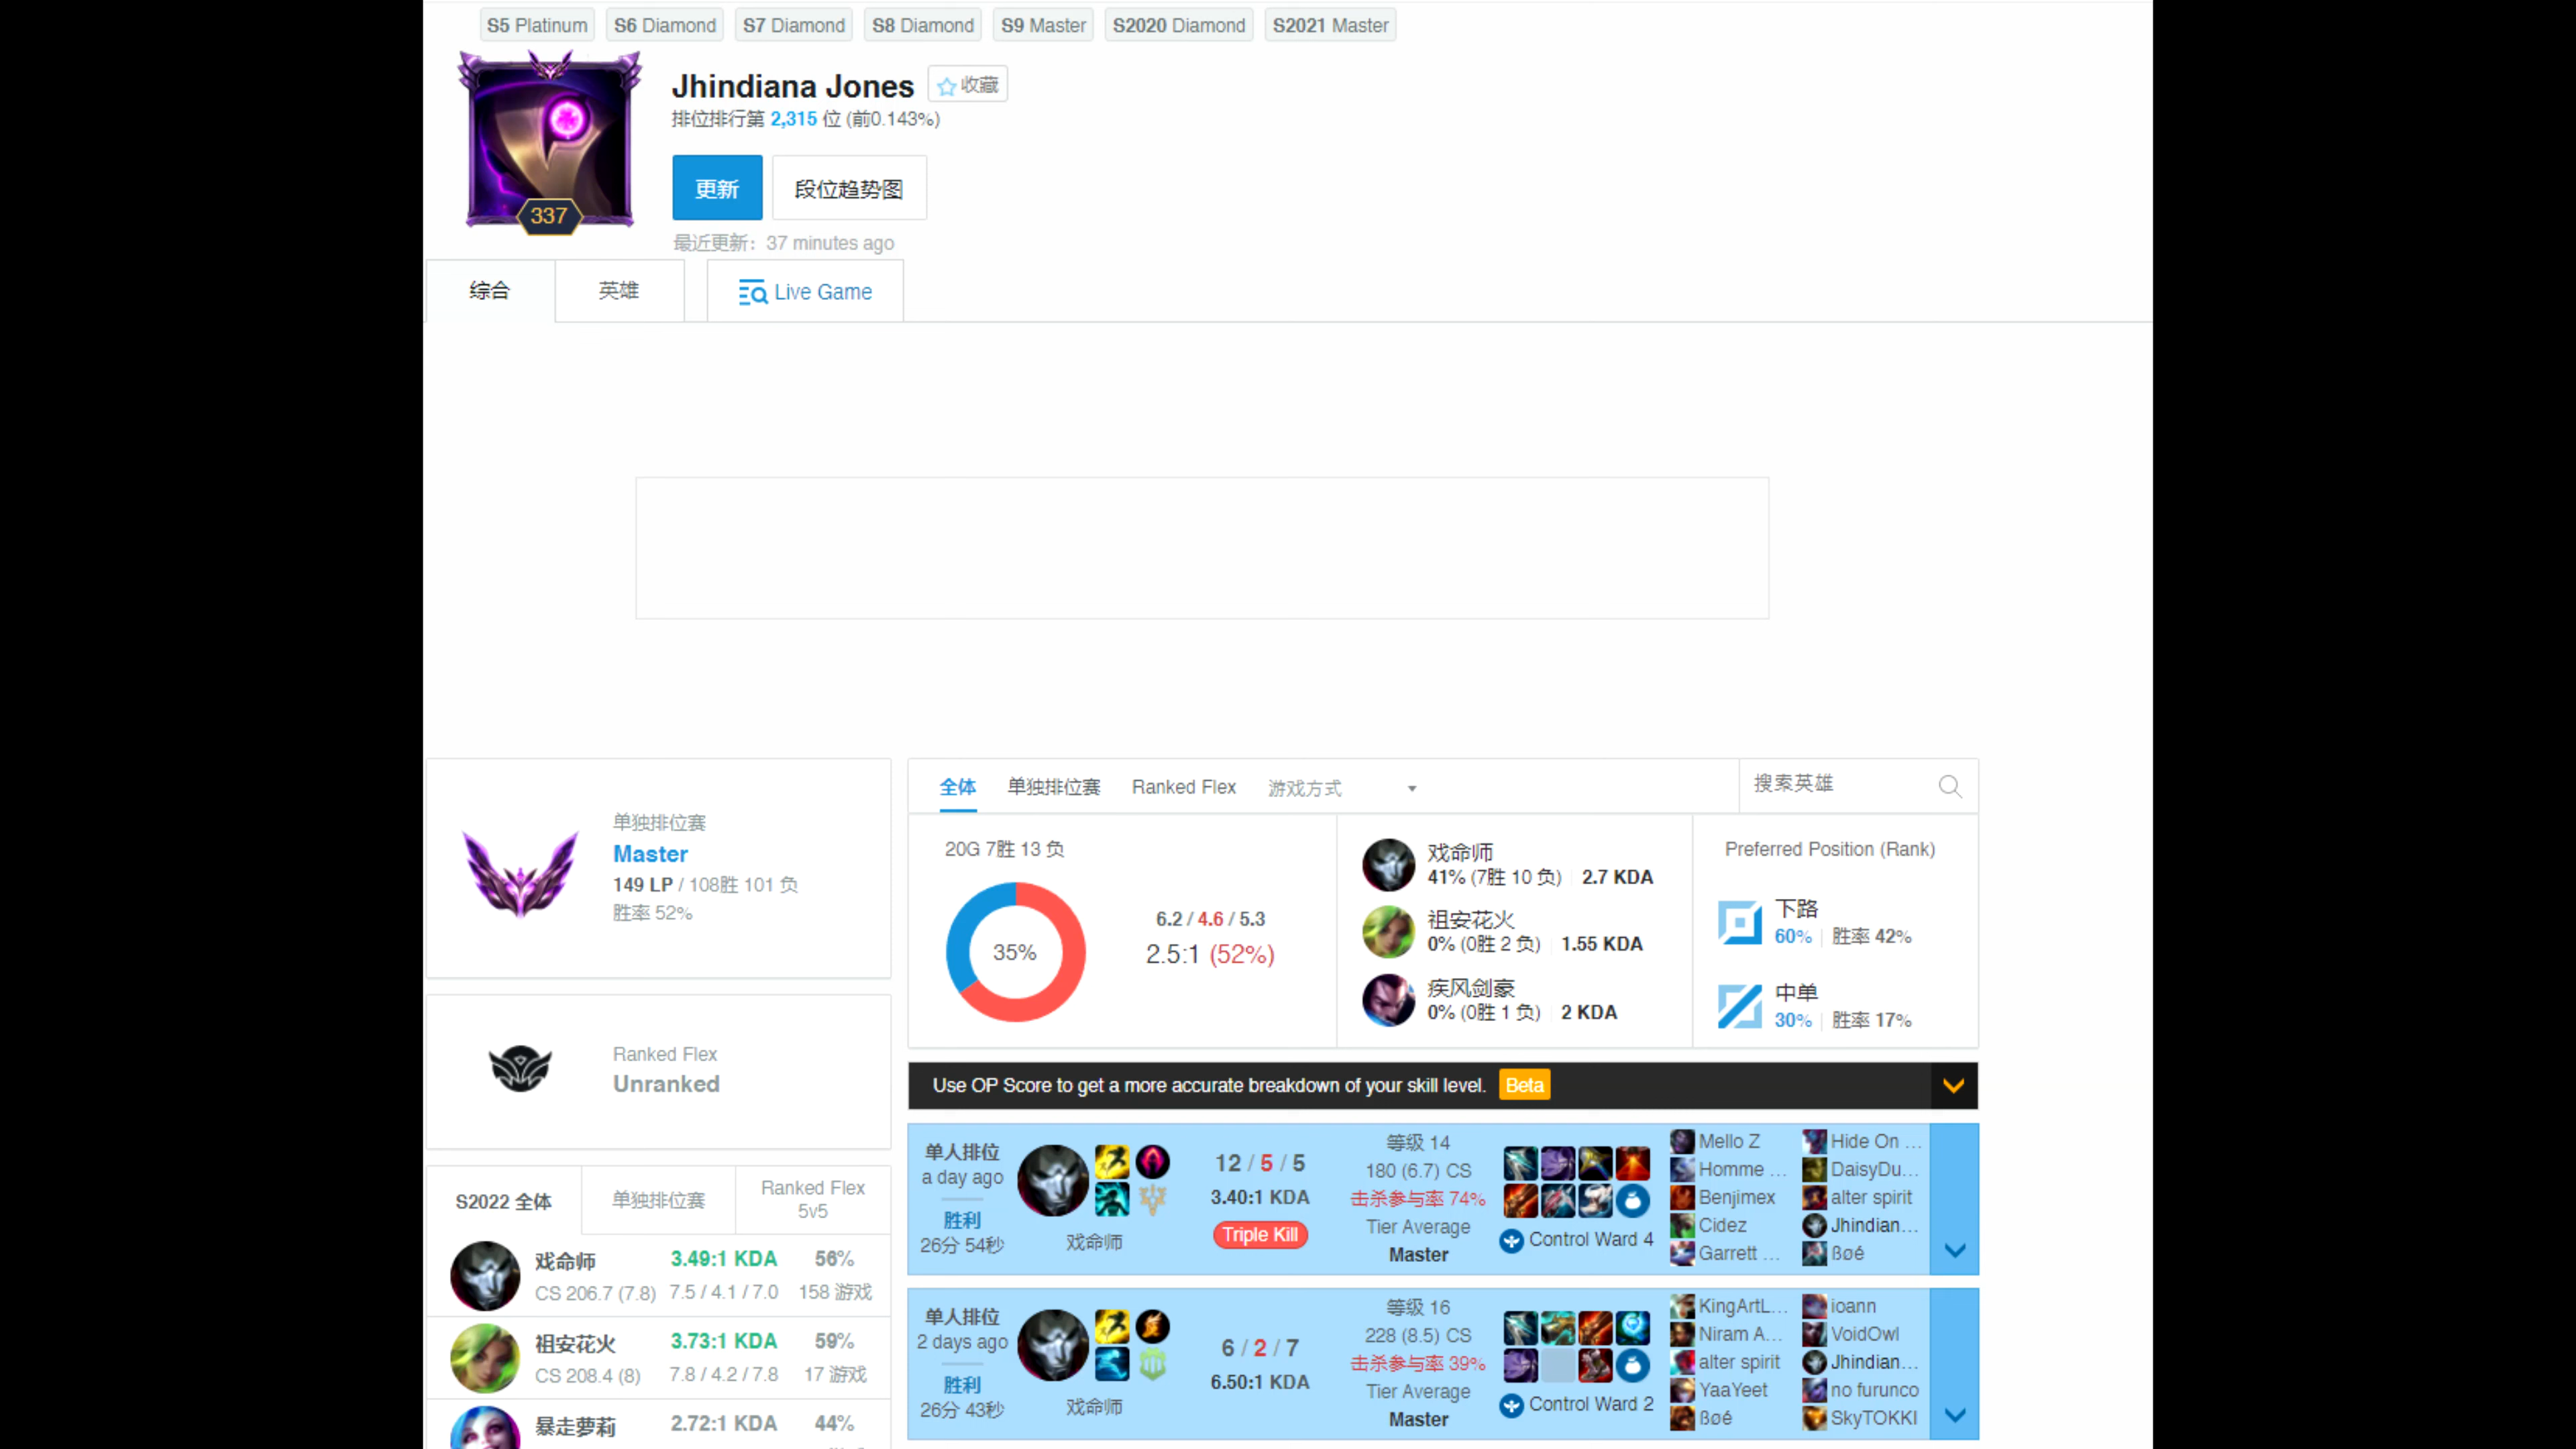 S5 Platinum S6 Diamond S7 Diamond S8 Diamond S9 Master S2020 Diamond S2021 Master
Jhindiana Jones 收藏
排位排行第 2,315 位 (前0.143%)
337
更新 段位趋势图
最近更新: 37 minutes ago
综合 英雄 Live Game
单独排位赛
Master
149 LP / 108胜 101 负
胜率 52%
Ranked Flex
Unranked
S2022 全体 单独排位赛 Ranked Flex 5v5
戏命师 3.49:1 KDA 56%
CS 206.7 (7.8) 7.5 / 4.1 / 7.0 158 游戏
祖安花火 3.73:1 KDA 59%
CS 208.4 (8) 7.8 / 4.2 / 7.8 17 游戏
暴走萝莉 2.72:1 KDA 44%
全体 单独排位赛 Ranked Flex 游戏方式 搜索英雄
20G 7胜 13 负
35%
6.2 / 4.6 / 5.3
2.5:1 (52%)
戏命师
41% (7胜 10 负) 2.7 KDA
祖安花火
0% (0胜 2 负) 1.55 KDA
疾风剑豪
0% (0胜 1 负) 2 KDA
Preferred Position (Rank)
下路
60% 胜率 42%
中单
30% 胜率 17%
Use OP Score to get a more accurate breakdown of your skill level. Beta
单人排位
a day ago
胜利
26分 54秒
戏命师
12 / 5 / 5
3.40:1 KDA
Triple Kill
等级 14
180 (6.7) CS
击杀参与率 74%
Tier Average
Master
Control Ward 4
Mello Z Hide On ...
Homme ... DaisyDu...
Benjimex alter spirit
Cidez Jhindian...
Garrett ... ßøé
单人排位
2 days ago
胜利
26分 43秒
戏命师
6 / 2 / 7
6.50:1 KDA
等级 16
228 (8.5) CS
击杀参与率 39%
Tier Average
Master
Control Ward 2
KingArtL... ioann
Niram A... VoidOwl
alter spirit Jhindian...
YaaYeet no furunco
ßøé SkyTOKKI